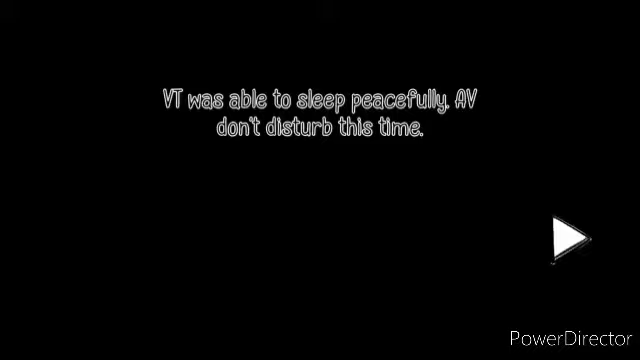 VT was able to sleep peacefully. AV
don't disturb this time.
PowerDirector